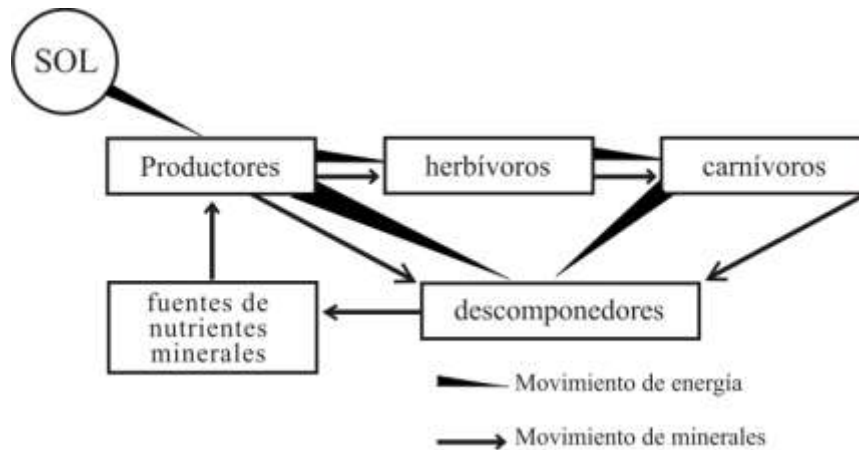 SOL
Productores
herbívoros
carnívoros
fuentes de
nutrientes
minerales
descomponedores
Movimiento de energía
Movimiento de minerales